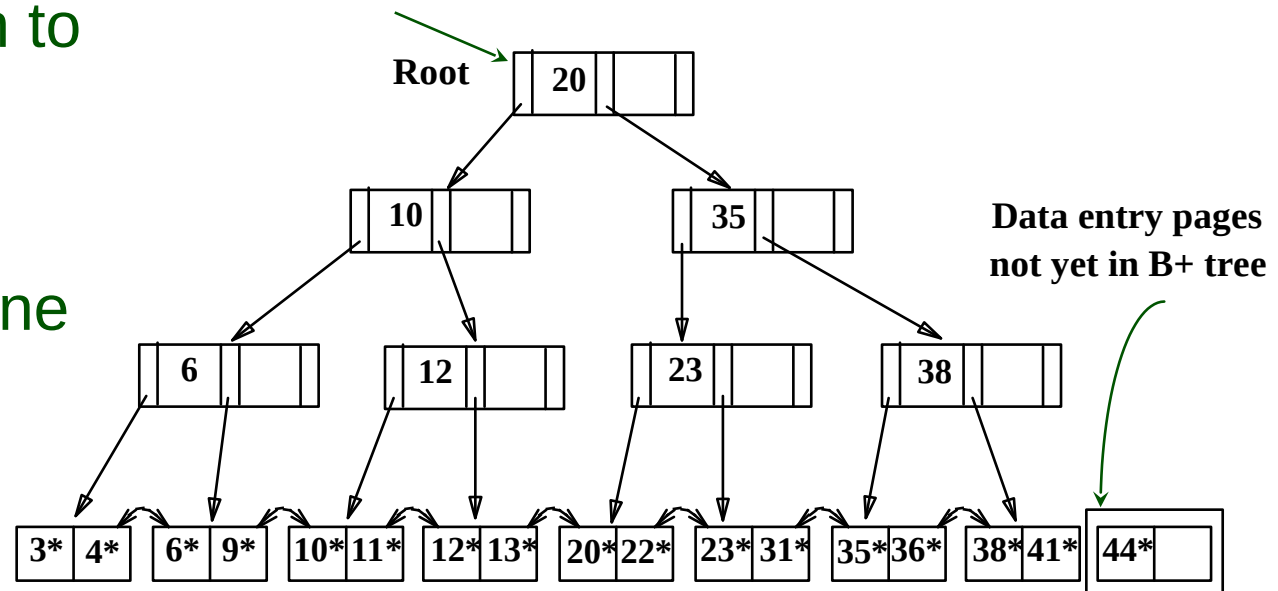 n to
Root
20
10
35
Data entry pages
not yet in B+ tree
ne
6
12
23
38
3* 4* 6* 9* 10* 11* 12* 13* 20* 22* 23* 31* 35* 36* 38* 41* 44*